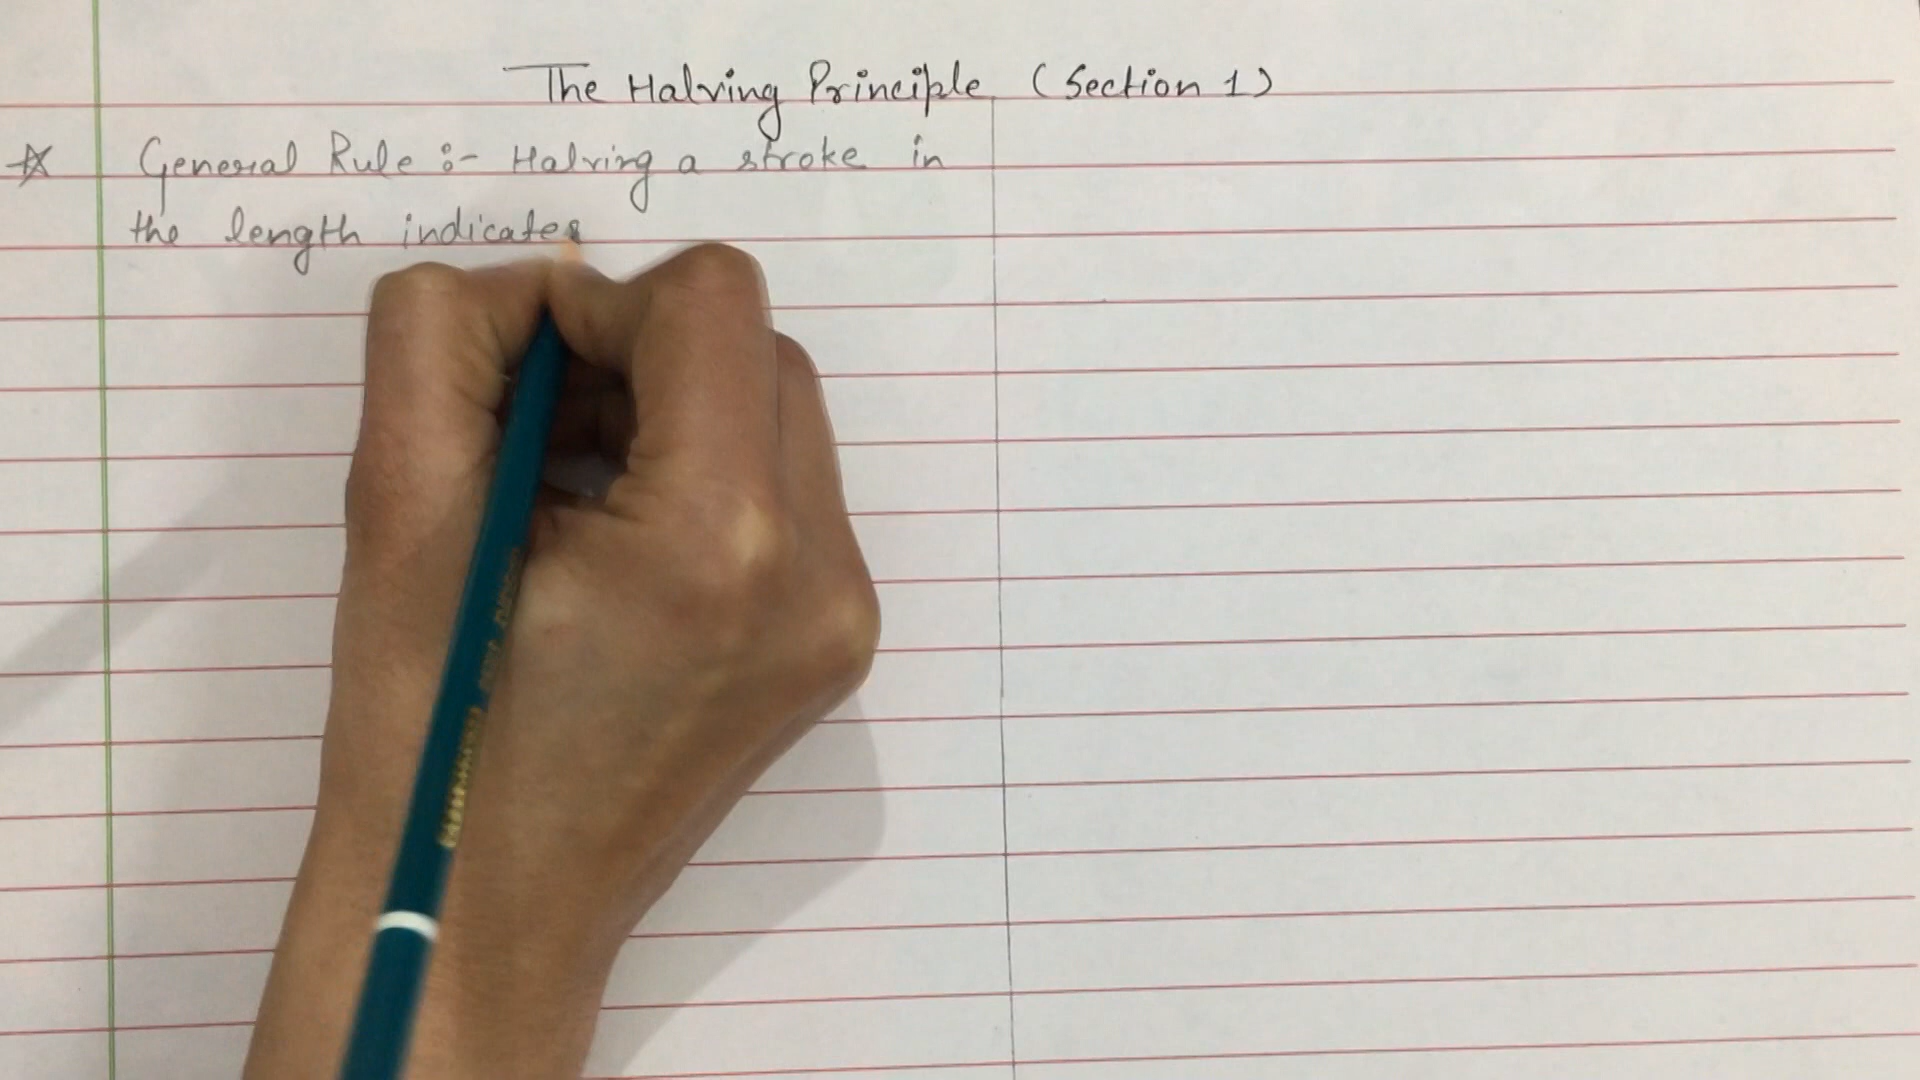 The Halving Principle (Section 1)
☆ General Rule :- Halving a stroke in
the length indicates